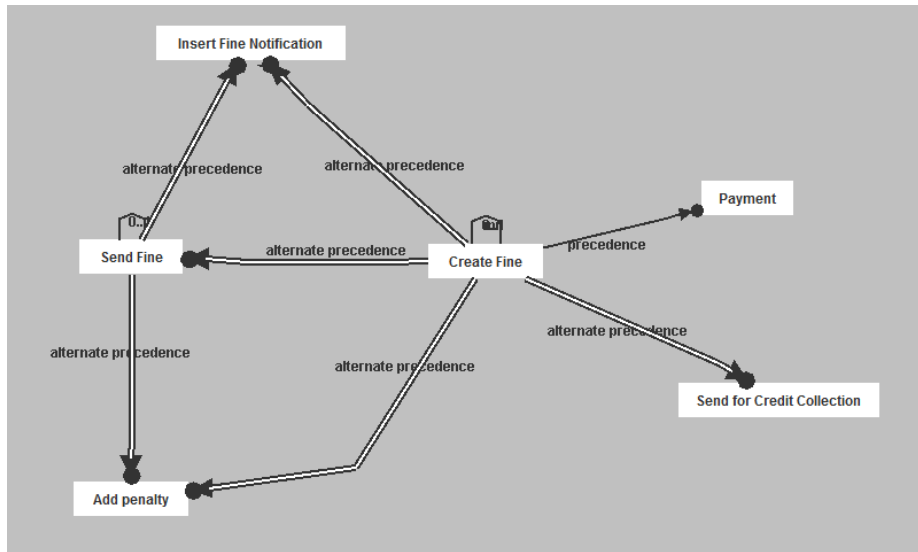 Insert Fine Notification
alternate precedence
alternate precedence
Payment
0..
Send Fine
alternate precedence
Create Fine
precedence
alternate precedence
alternate precedence
alternate precedence
Send for Credit Collection
Add penalty